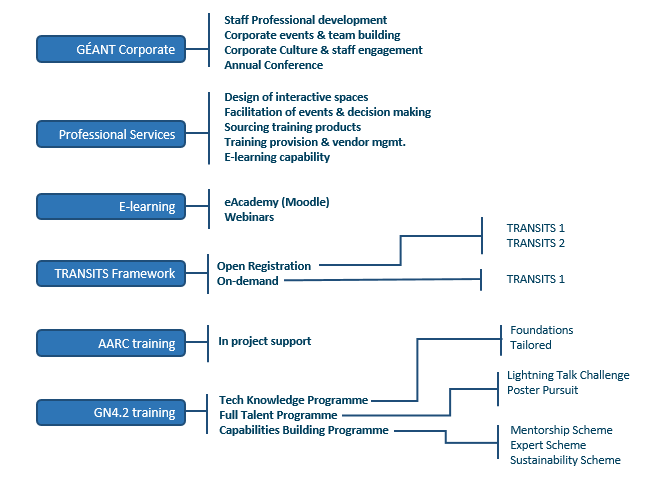 GÉANT Corporate
Staff Professional development
Corporate events & team building
Corporate Culture & staff engagement
Annual Conference
Professional Services
Design of interactive spaces
Facilitation of events & decision making
Sourcing training products
Training provision & vendor mgmt.
E-learning capability
E-learning
eAcademy (Moodle)
Webinars
TRANSITS Framework
Open Registration
On-demand
TRANSITS 1
TRANSITS 2
TRANSITS 1
AARC training
In project support
GN4.2 training
Tech Knowledge Programme
Full Talent Programme
Capabilities Building Programme
Foundations
Tailored
Lightning Talk Challenge
Poster Pursuit
Mentorship Scheme
Expert Scheme
Sustainability Scheme